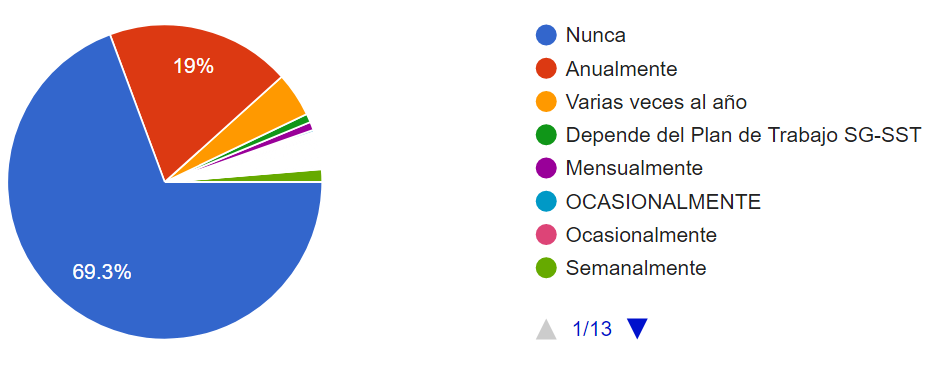 19%
69.3%
Nunca
Anualmente
Varias veces al año
Depende del Plan de Trabajo SG-SST
Mensualmente
OCASIONALMENTE
Ocasionalmente
Semanalmente
1/13